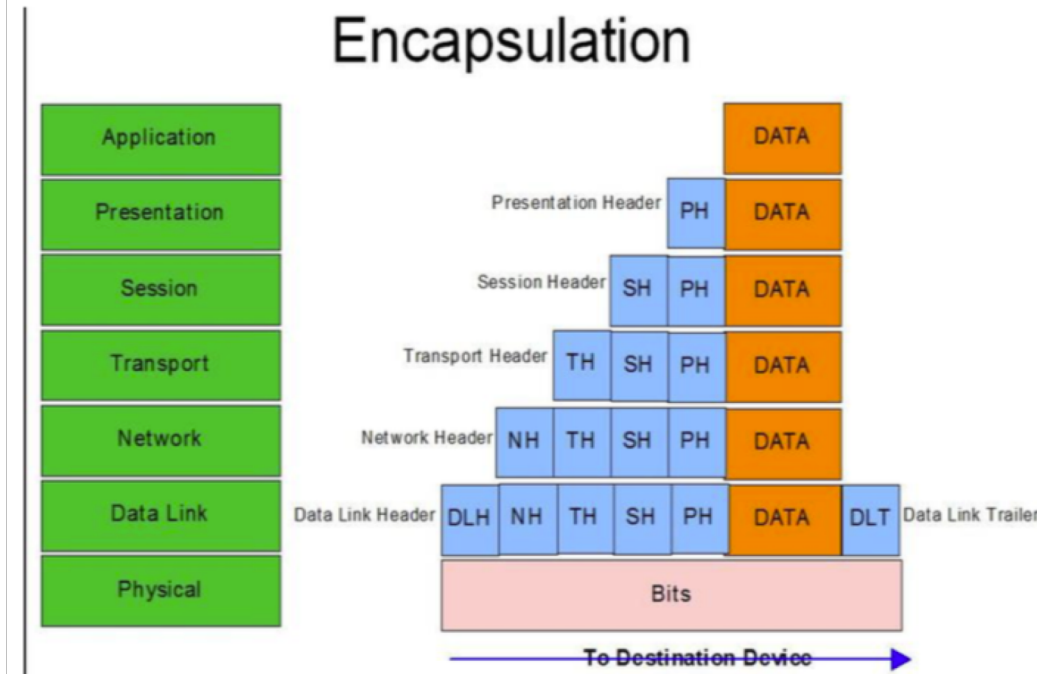 Encapsulation
Application DATA
Presentation Presentation Header PH DATA
Session Session Header SH PH DATA
Transport Transport Header TH SH PH DATA
Network Network Header NH TH SH PH DATA
Data Link Data Link Header DLH NH TH SH PH DATA DLT Data Link Trailer
Physical Bits
To Destination Device